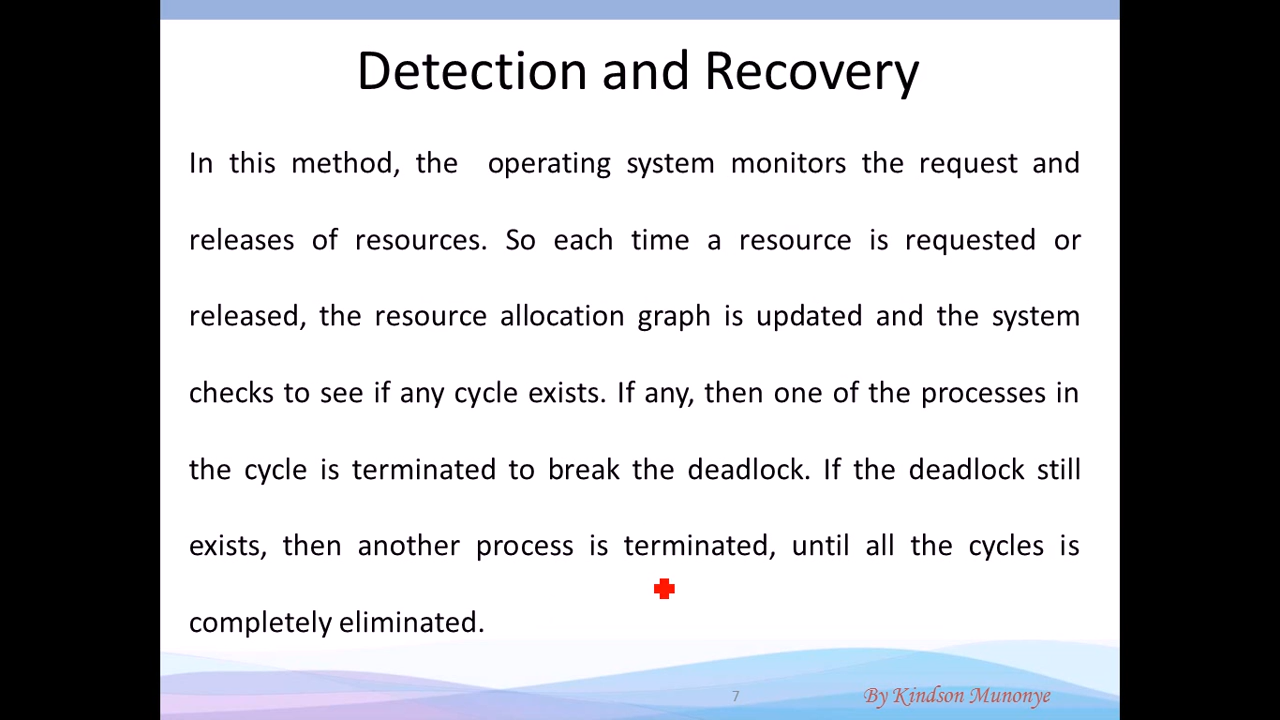 Detection and Recovery
In this method, the operating system monitors the request and
releases of resources. So each time a resource is requested or
released, the resource allocation graph is updated and the system
checks to see if any cycle exists. If any, then one of the processes in
the cycle is terminated to break the deadlock. If the deadlock still
exists, then another process is terminated, until all the cycles is
completely eliminated.
7
By Kindson Munonye